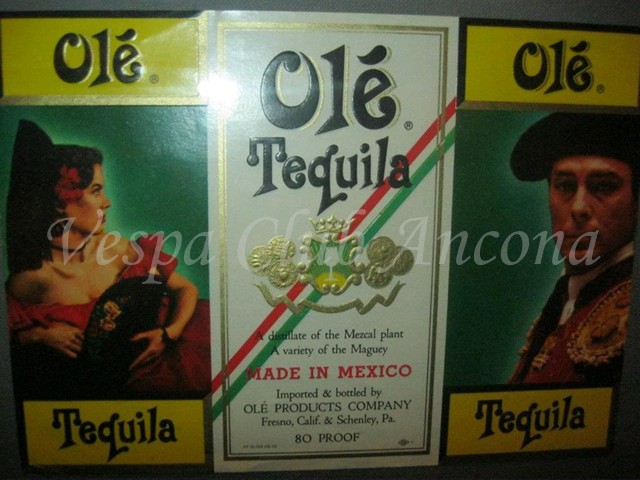 Olé®
Tequila
Olé®
Tequila
A distillate of the Mezcal plant
A variety of the Maguey
MADE IN MEXICO
Imported & bottled by
OLÉ PRODUCTS COMPANY
Fresno, Calif. & Schenley, Pa.
80 PROOF
Olé®
Tequila
Vespa Club Ancona